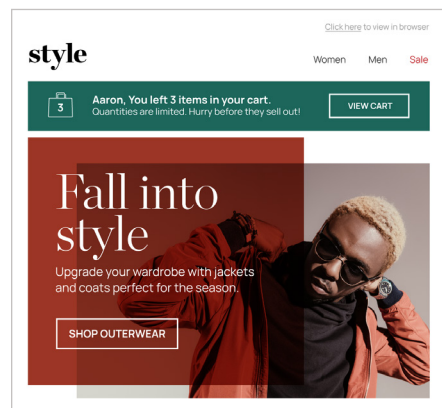 Click here to view in browser
style
Women Men Sale
3
Aaron, You left 3 items in your cart.
Quantities are limited. Hurry before they sell out!
VIEW CART
Fall into
style
Upgrade your wardrobe with jackets
and coats perfect for the season.
SHOP OUTERWEAR